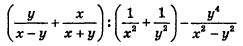 (y/(x−y) + x/(x+y)) : (1/x² + 1/y²) − y⁴/(x²−y²)